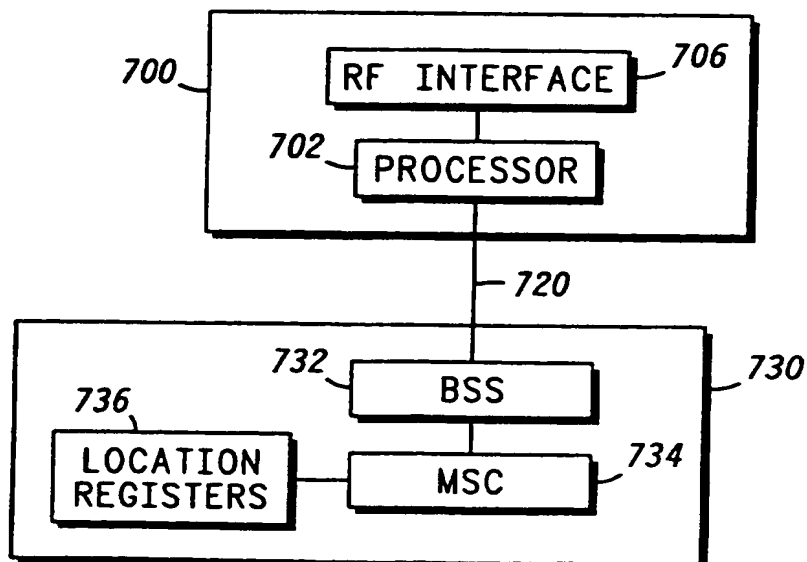 700
RF INTERFACE
706
702
PROCESSOR
720
732
BSS
730
736
LOCATION
REGISTERS
MSC
734